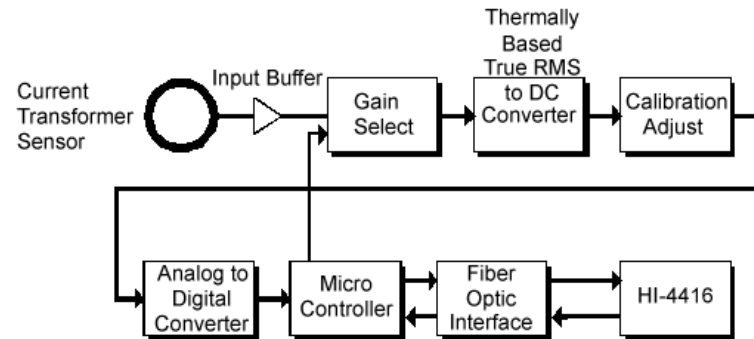 Current
Transformer
Sensor
Input Buffer
Gain
Select
Thermally
Based
True RMS
to DC
Converter
Calibration
Adjust
Analog to
Digital
Converter
Micro
Controller
Fiber
Optic
Interface
HI-4416